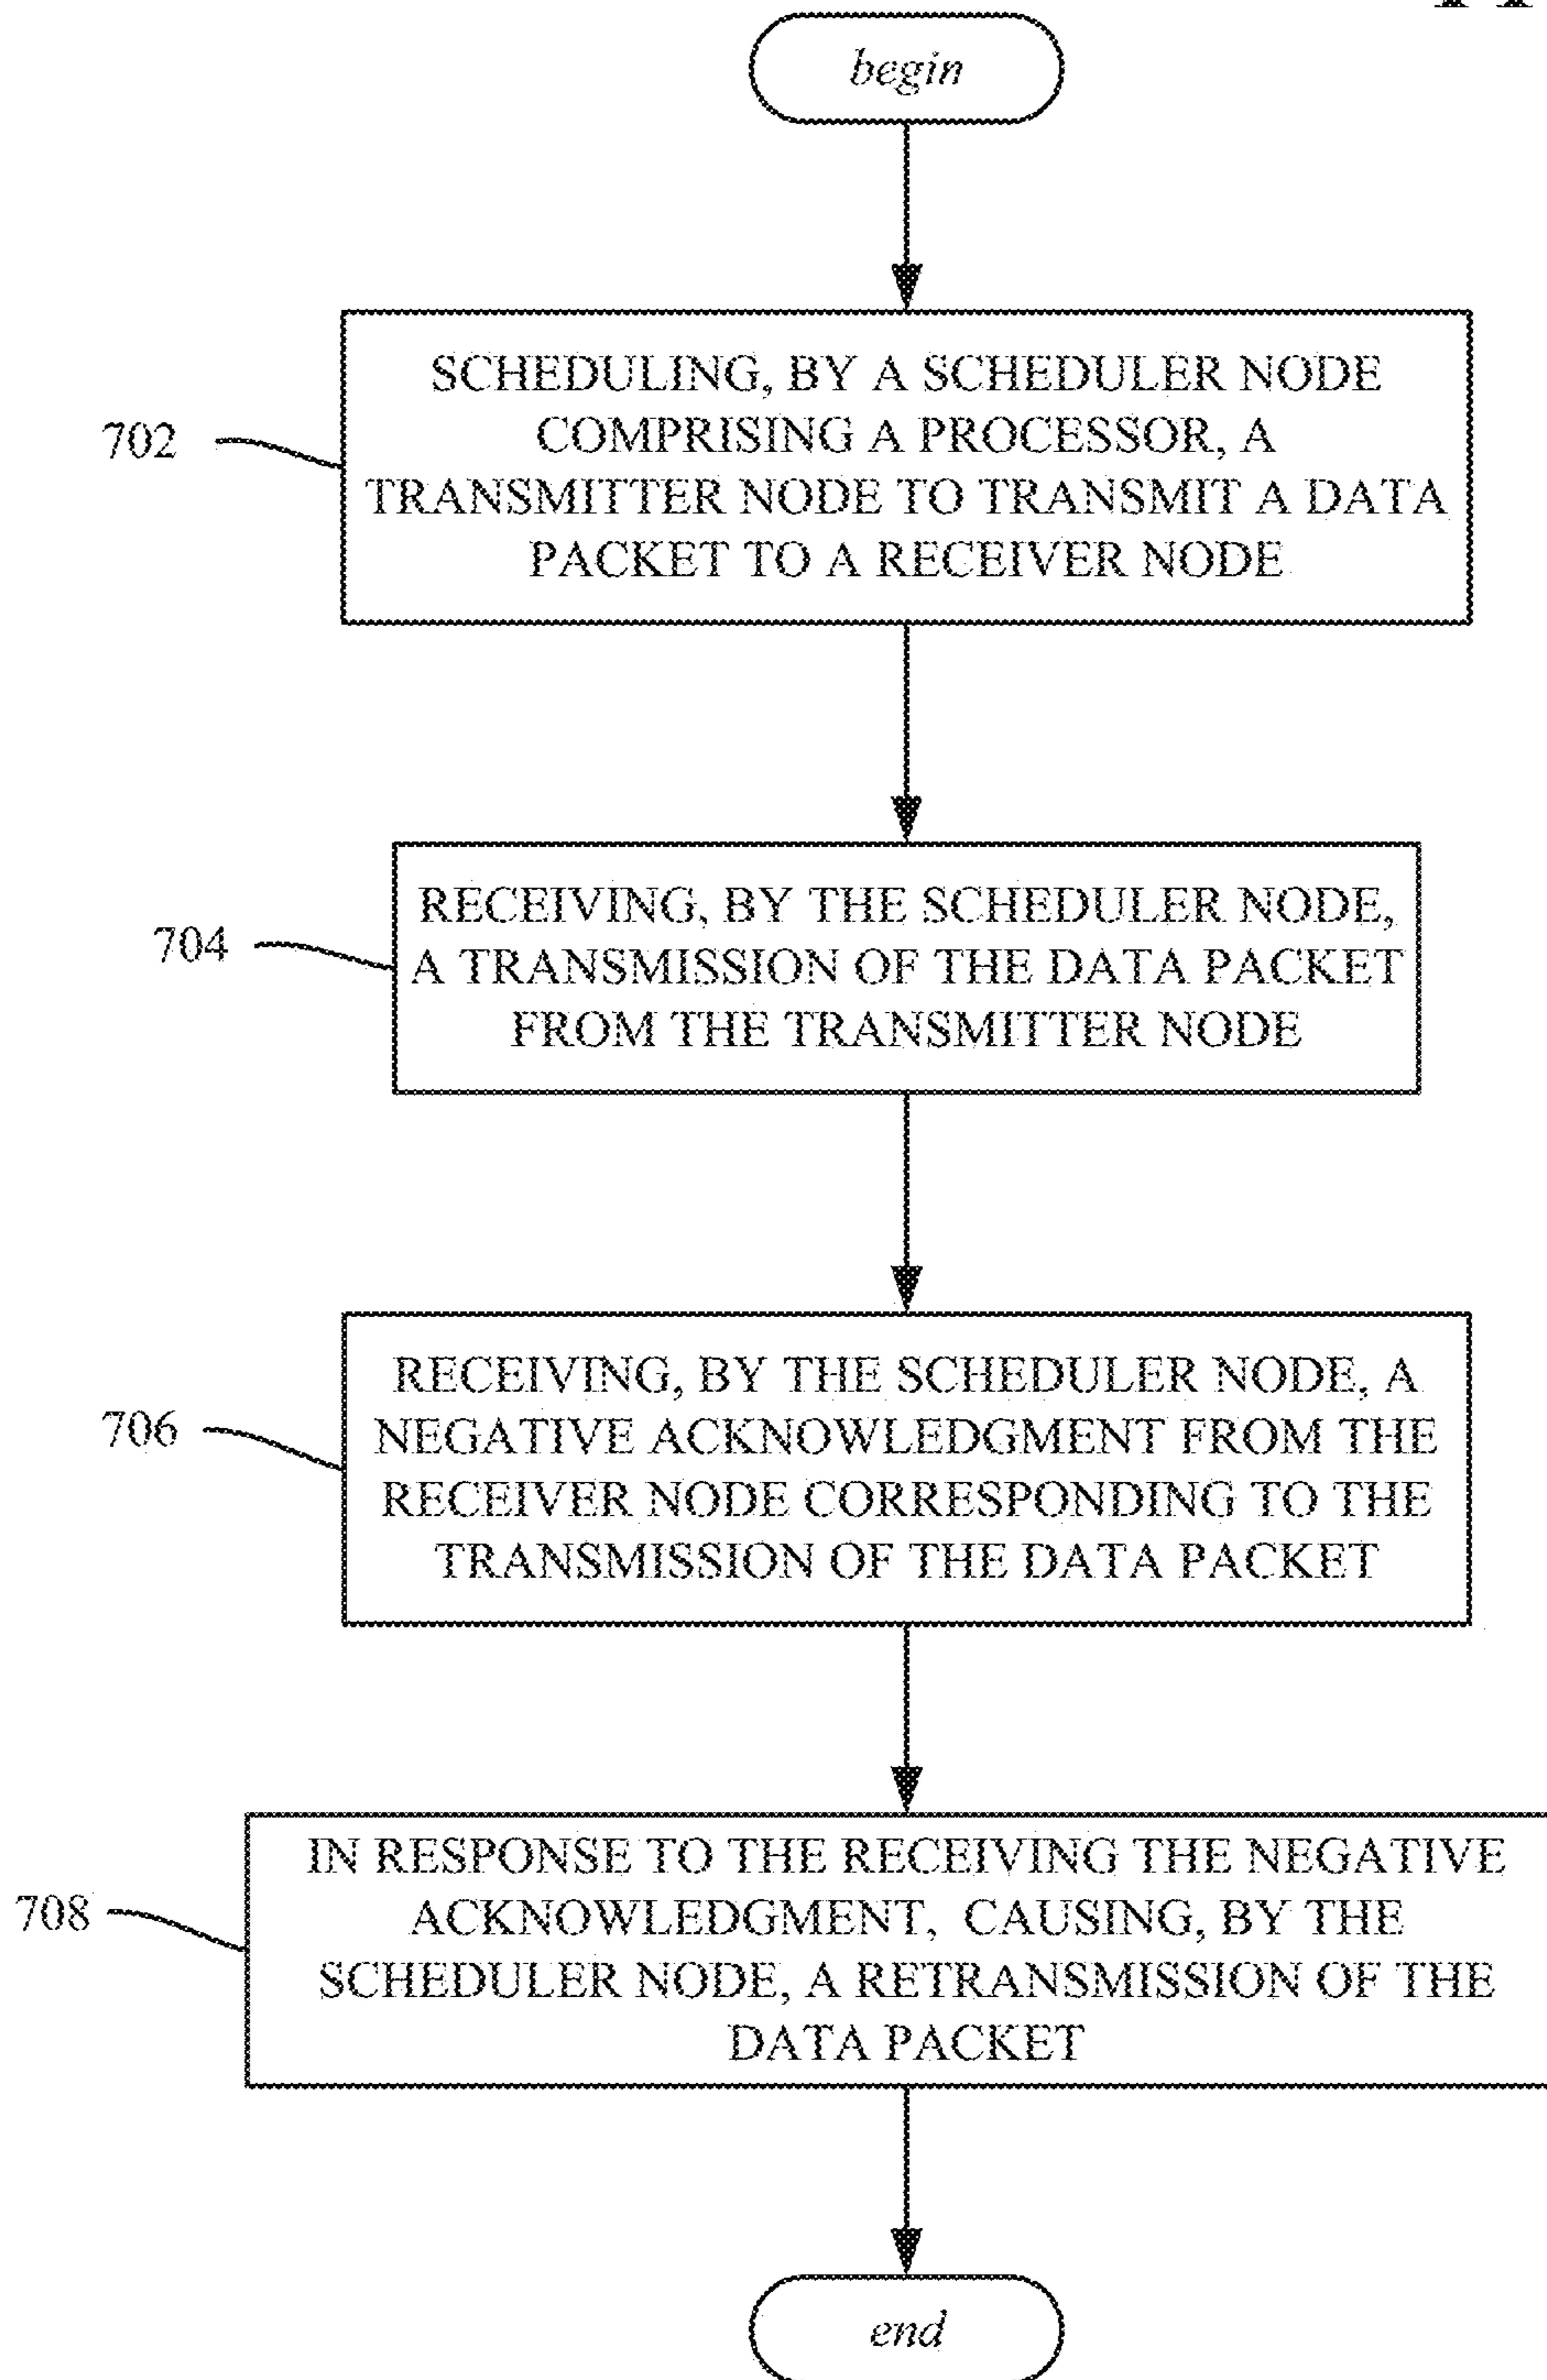 begin
SCHEDULING, BY A SCHEDULER NODE
COMPRISING A PROCESSOR, A
TRANSMITTER NODE TO TRANSMIT A DATA
PACKET TO A RECEIVER NODE
702
RECEIVING, BY THE SCHEDULER NODE,
A TRANSMISSION OF THE DATA PACKET
FROM THE TRANSMITTER NODE
704
RECEIVING, BY THE SCHEDULER NODE, A
NEGATIVE ACKNOWLEDGMENT FROM THE
RECEIVER NODE CORRESPONDING TO THE
TRANSMISSION OF THE DATA PACKET
706
IN RESPONSE TO THE RECEIVING THE NEGATIVE
ACKNOWLEDGMENT, CAUSING, BY THE
SCHEDULER NODE, A RETRANSMISSION OF THE
DATA PACKET
708
end